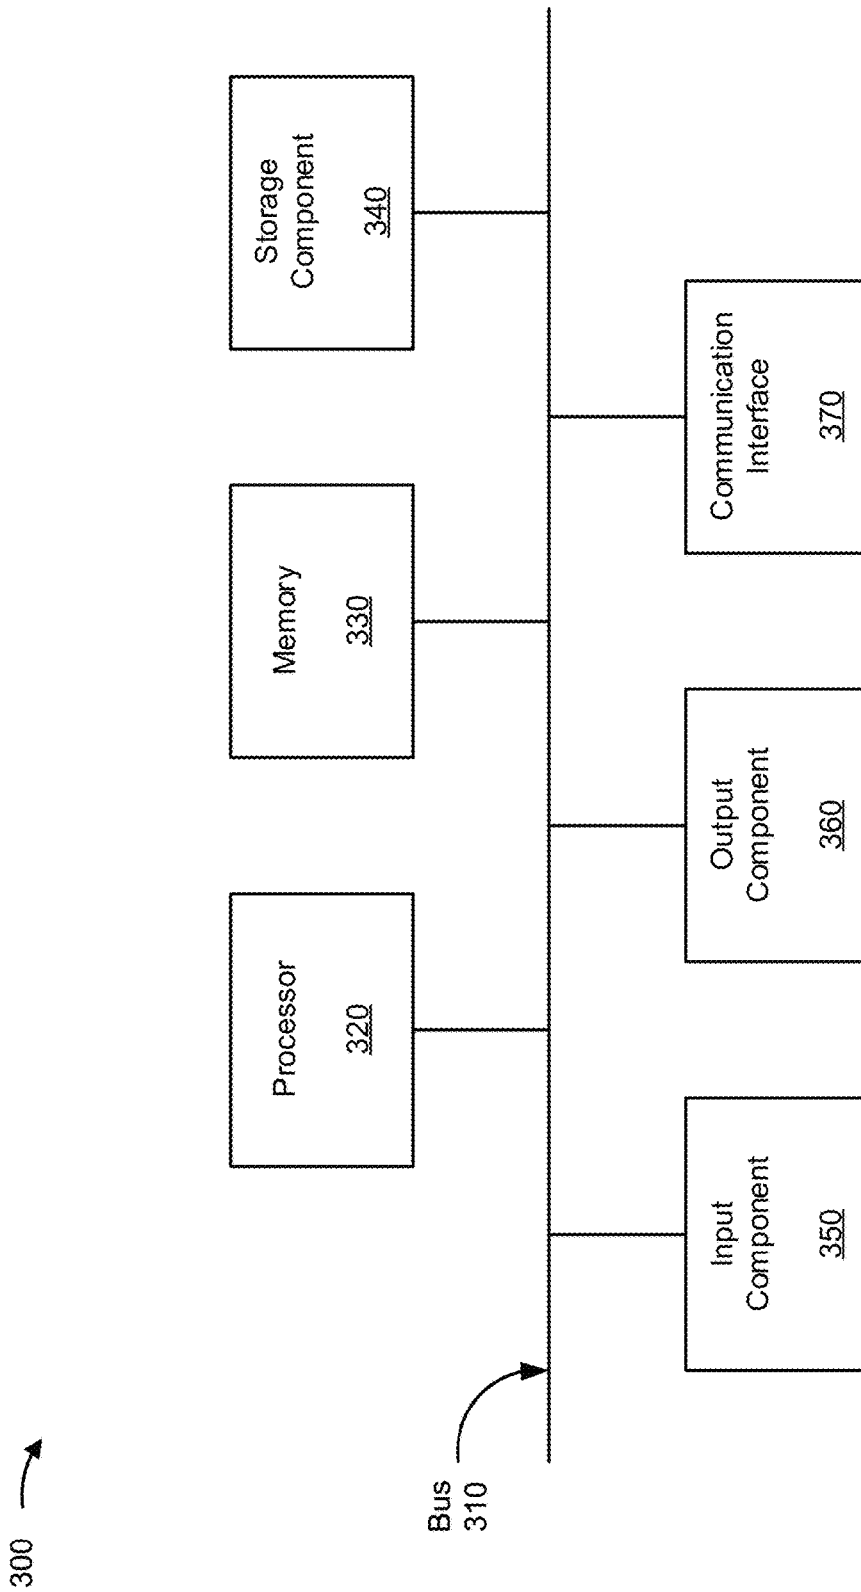 300
Bus
310
Processor
320
Memory
330
Storage
Component
340
Input
Component
350
Output
Component
360
Communication
Interface
370